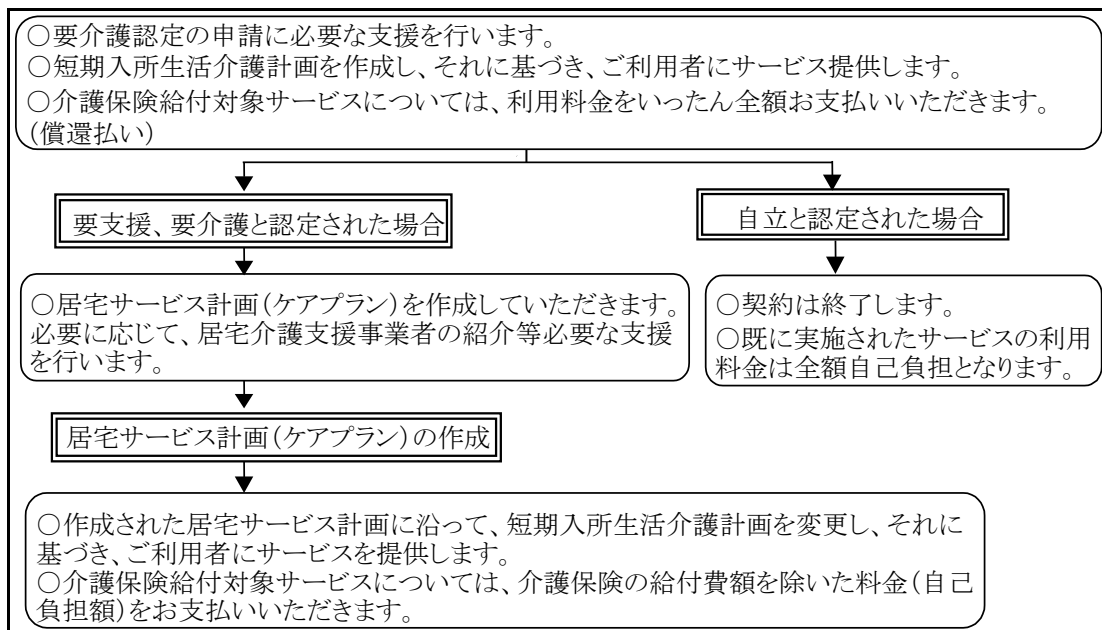 ○要介護認定の申請に必要な支援を行います。
○短期入所生活介護計画を作成し、それに基づき、ご利用者にサービス提供します。
○介護保険給付対象サービスについては、利用料金をいったん全額お支払いいただきます。
(償還払い)
要支援、要介護と認定された場合
自立と認定された場合
○居宅サービス計画(ケアプラン)を作成していただきます。
必要に応じて、居宅介護支援事業者の紹介等必要な支援
を行います。
○契約は終了します。
○既に実施されたサービスの利用
料金は全額自己負担となります。
居宅サービス計画(ケアプラン)の作成
○作成された居宅サービス計画に沿って、短期入所生活介護計画を変更し、それに
基づき、ご利用者にサービスを提供します。
○介護保険給付対象サービスについては、介護保険の給付費額を除いた料金(自己
負担額)をお支払いいただきます。